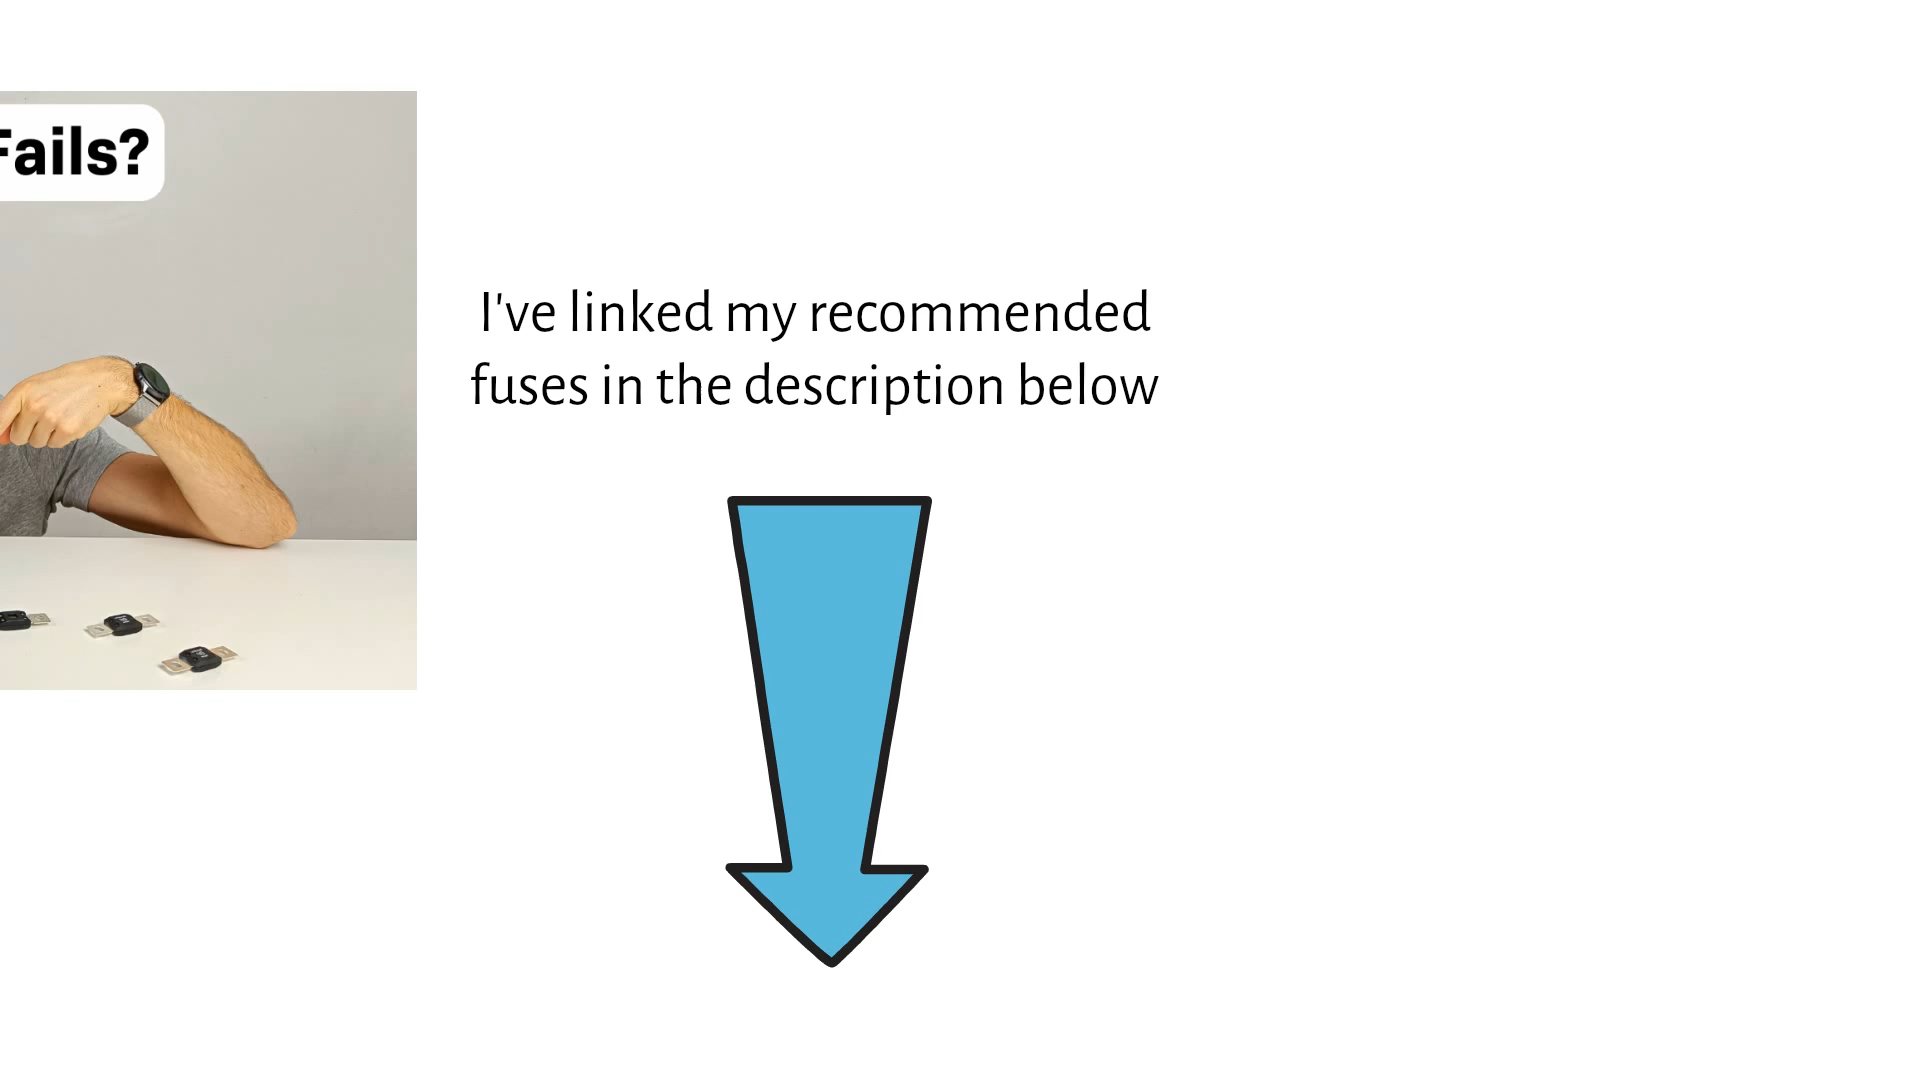 Fails?
I've linked my recommended
fuses in the description below